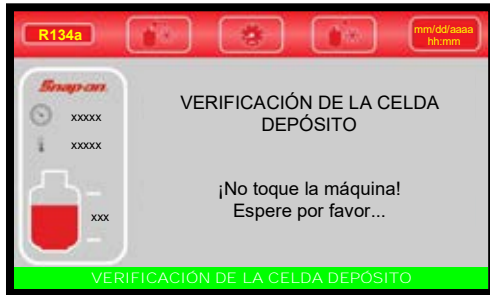 R134a
mm/dd/aaaa
hh:mm
Snap-on
xxxxx
xxxxx
xxx
VERIFICACIÓN DE LA CELDA
DEPÓSITO
¡No toque la máquina!
Espere por favor...
VERIFICACIÓN DE LA CELDA DEPÓSITO